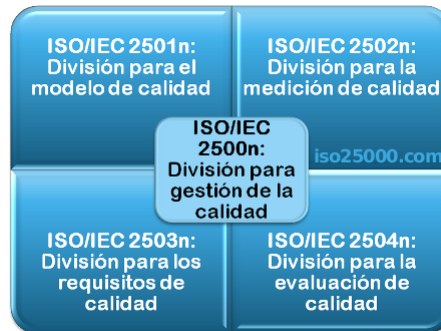 ISO/IEC 2501n:
División para el
modelo de calidad
ISO/IEC 2502n:
División para la
medición de calidad
ISO/IEC
2500n:
División para
gestión de la
calidad
iso25000.com
ISO/IEC 2503n:
División para los
requisitos de
calidad
ISO/IEC 2504n:
División para la
evaluación de
calidad